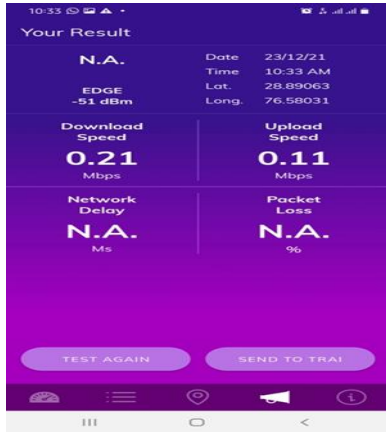 10:33
Your Result
N.A.
EDGE
-51 dBm
Date 23/12/21
Time 10:33 AM
Lat. 28.89063
Long. 76.58031
Download
Speed
0.21
Mbps
Upload
Speed
0.11
Mbps
Network
Delay
N.A.
Ms
Packet
Loss
N.A.
%
TEST AGAIN
SEND TO TRAI